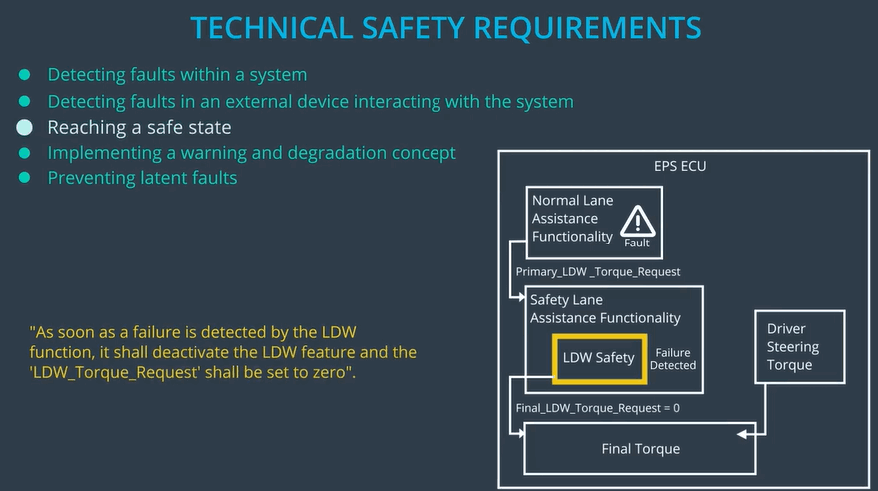 TECHNICAL SAFETY REQUIREMENTS
Detecting faults within a system
Detecting faults in an external device interacting with the system
Reaching a safe state
Implementing a warning and degradation concept
Preventing latent faults
"As soon as a failure is detected by the LDW
function, it shall deactivate the LDW feature and the
'LDW_Torque_Request' shall be set to zero".
EPS ECU
Normal Lane
Assistance
Functionality
Fault
Primary_LDW _Torque_Request
Safety Lane
Assistance Functionality
LDW Safety
Failure
Detected
Final_LDW_Torque_Request = 0
Final Torque
Driver
Steering
Torque